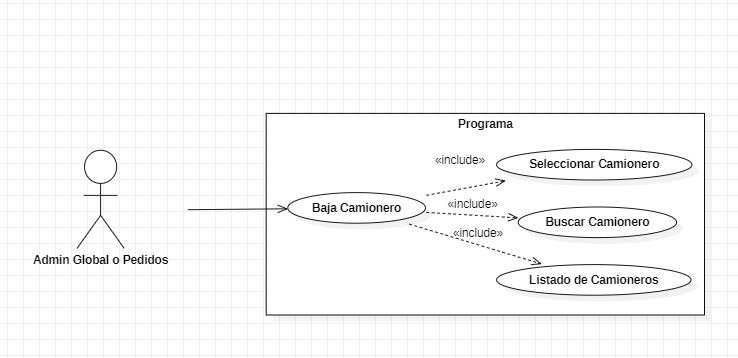 Programa
«include»
Seleccionar Camionero
Baja Camionero
«include»
Buscar Camionero
«include»
Admin Global o Pedidos
Listado de Camioneros